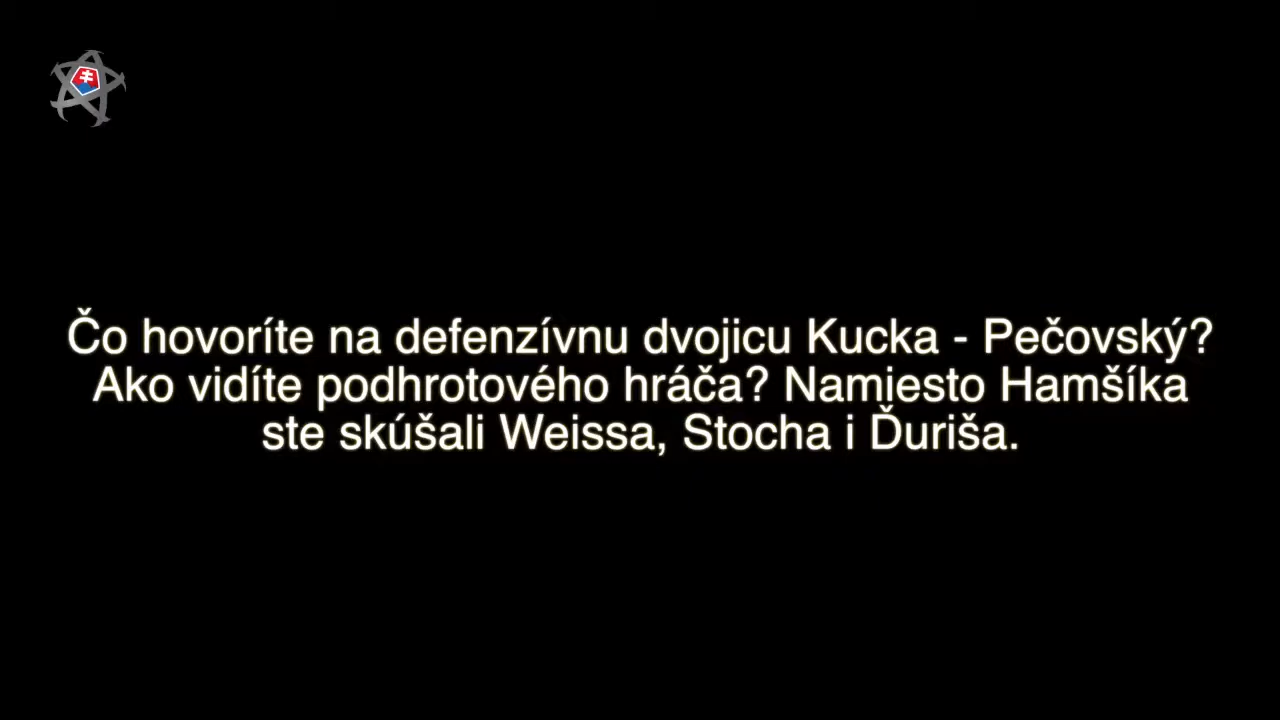 Čo hovoríte na defenzívnu dvojicu Kucka - Pečovský?
Ako vidíte podhrotového hráča? Namiesto Hamšíka
ste skúšali Weissa, Stocha i Ďuriša.